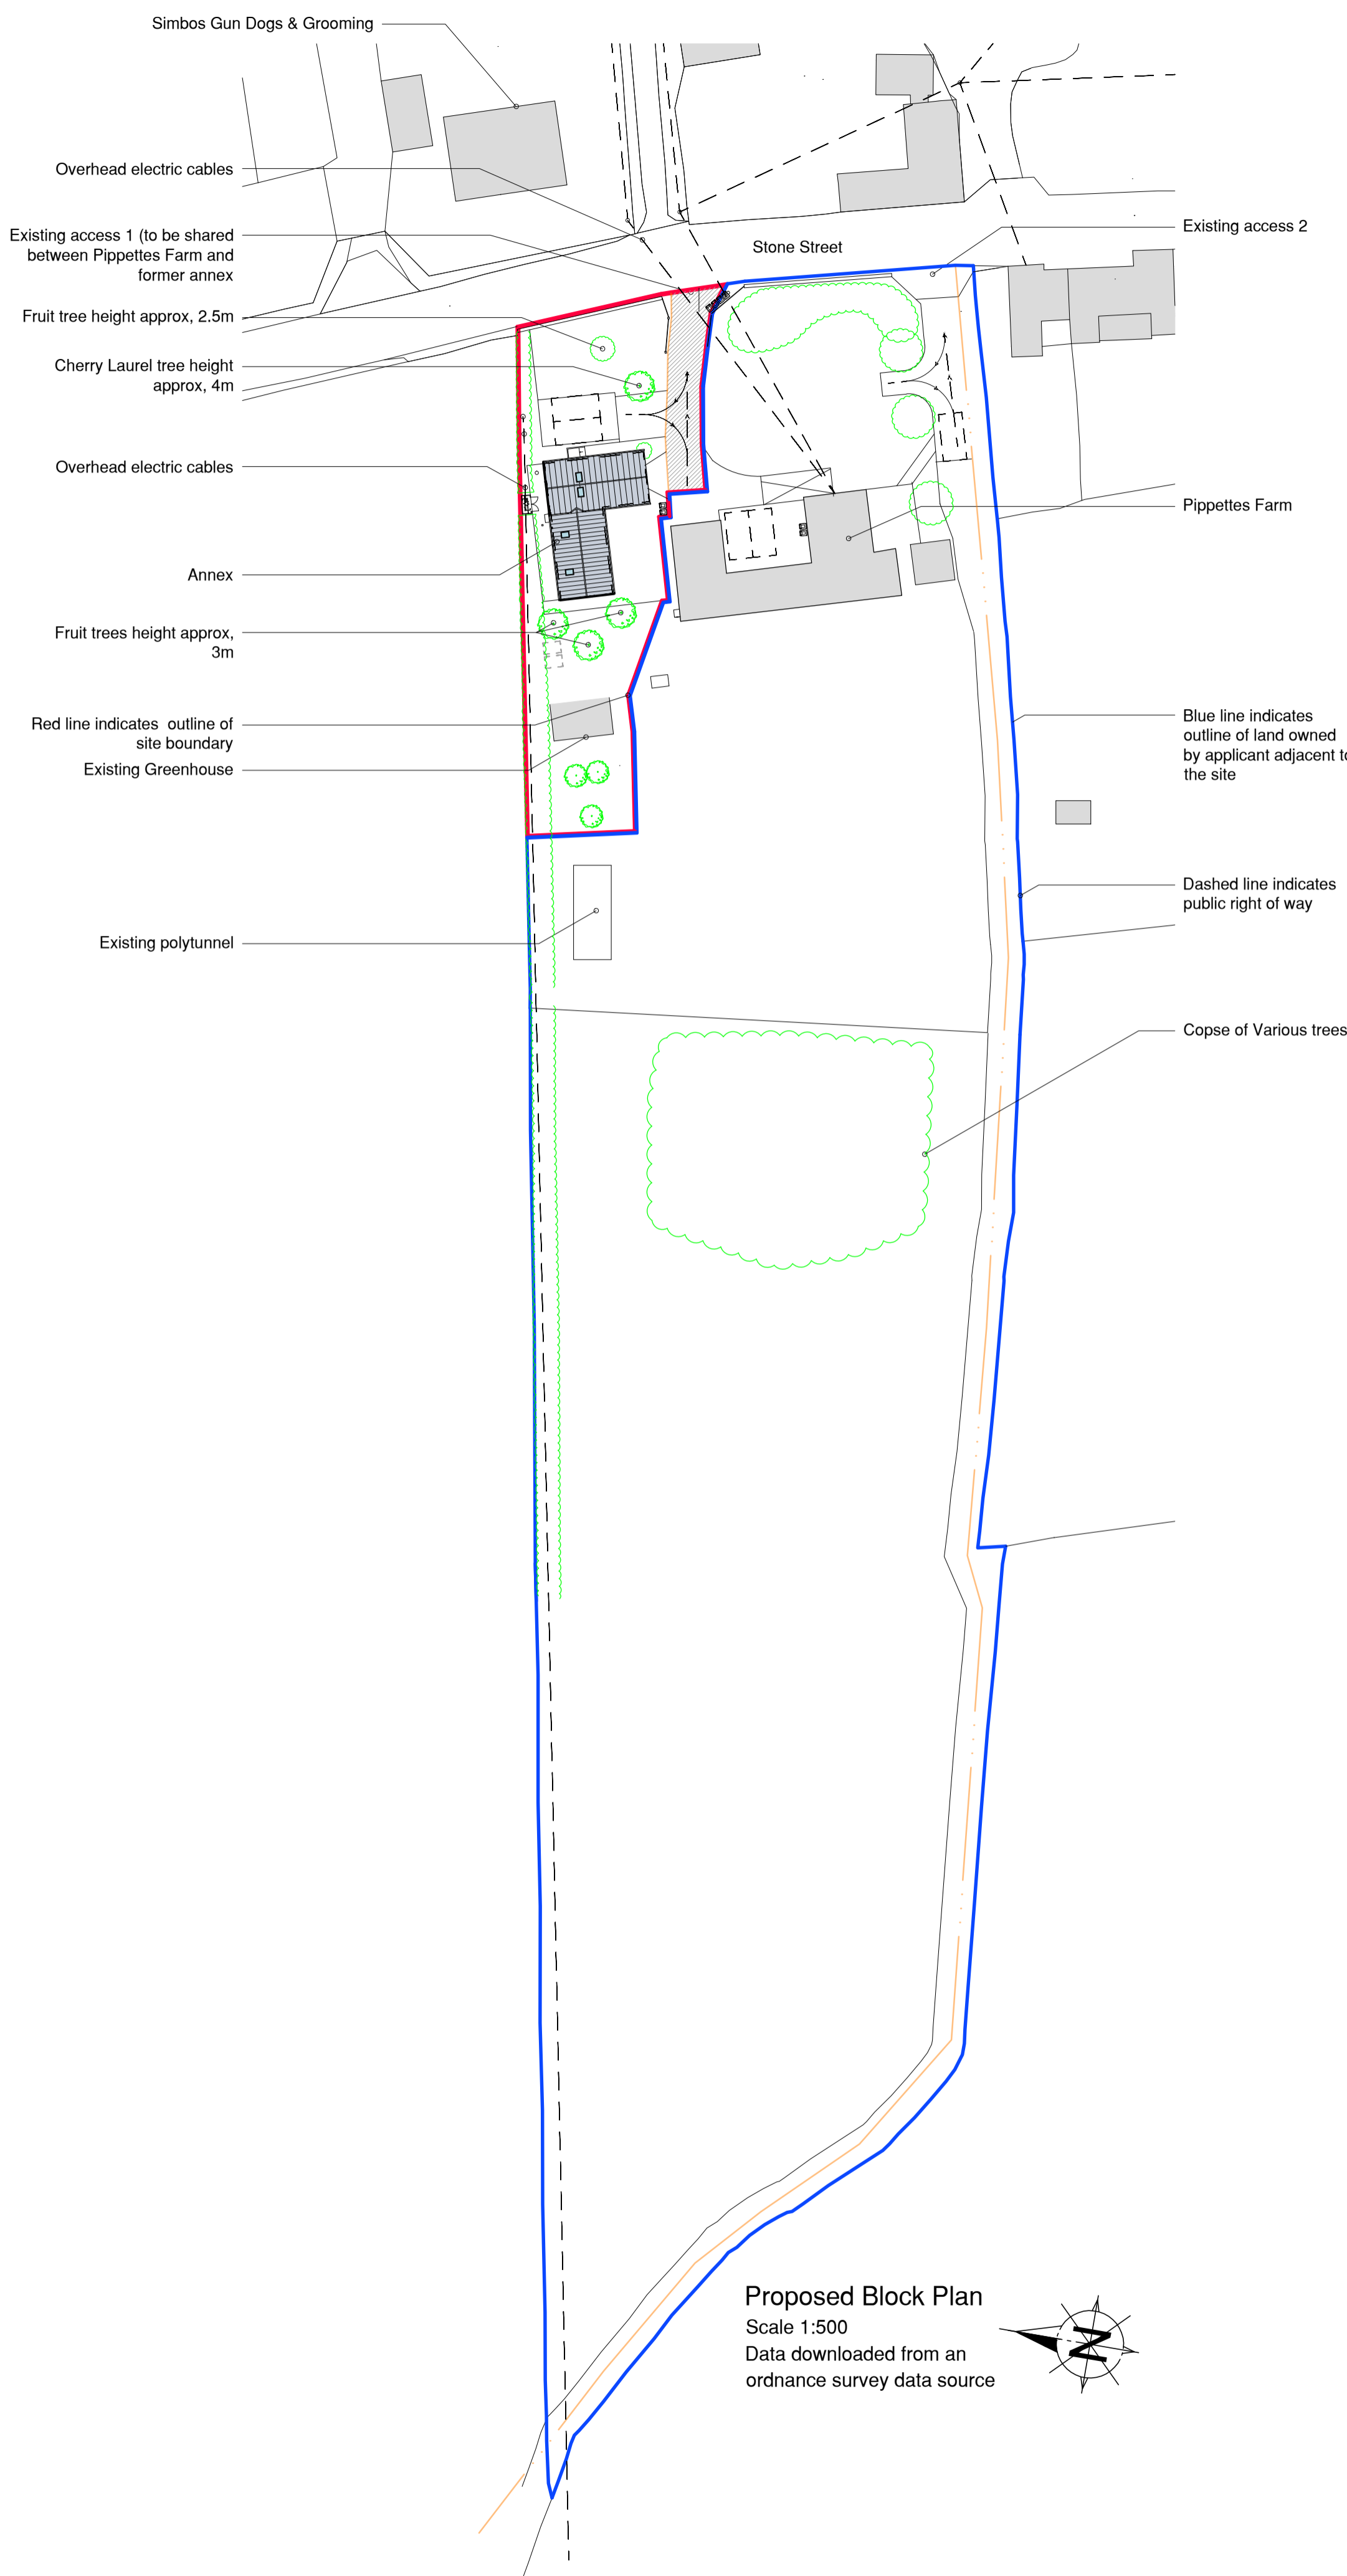 Simbos Gun Dogs & Grooming
Overhead electric cables
Existing access 1 (to be shared
between Pippettes Farm and
former annex
Stone Street
Existing access 2
Fruit tree height approx, 2.5m
Cherry Laurel tree height
approx, 4m
Overhead electric cables
Pippettes Farm
Annex
Fruit trees height approx,
3m
Red line indicates outline of
site boundary
Existing Greenhouse
Blue line indicates
outline of land owned
by applicant adjacent to
the site
Dashed line indicates
public right of way
Existing polytunnel
Copse of Various trees
Proposed Block Plan
Scale 1:500
Data downloaded from an
ordnance survey data source
N